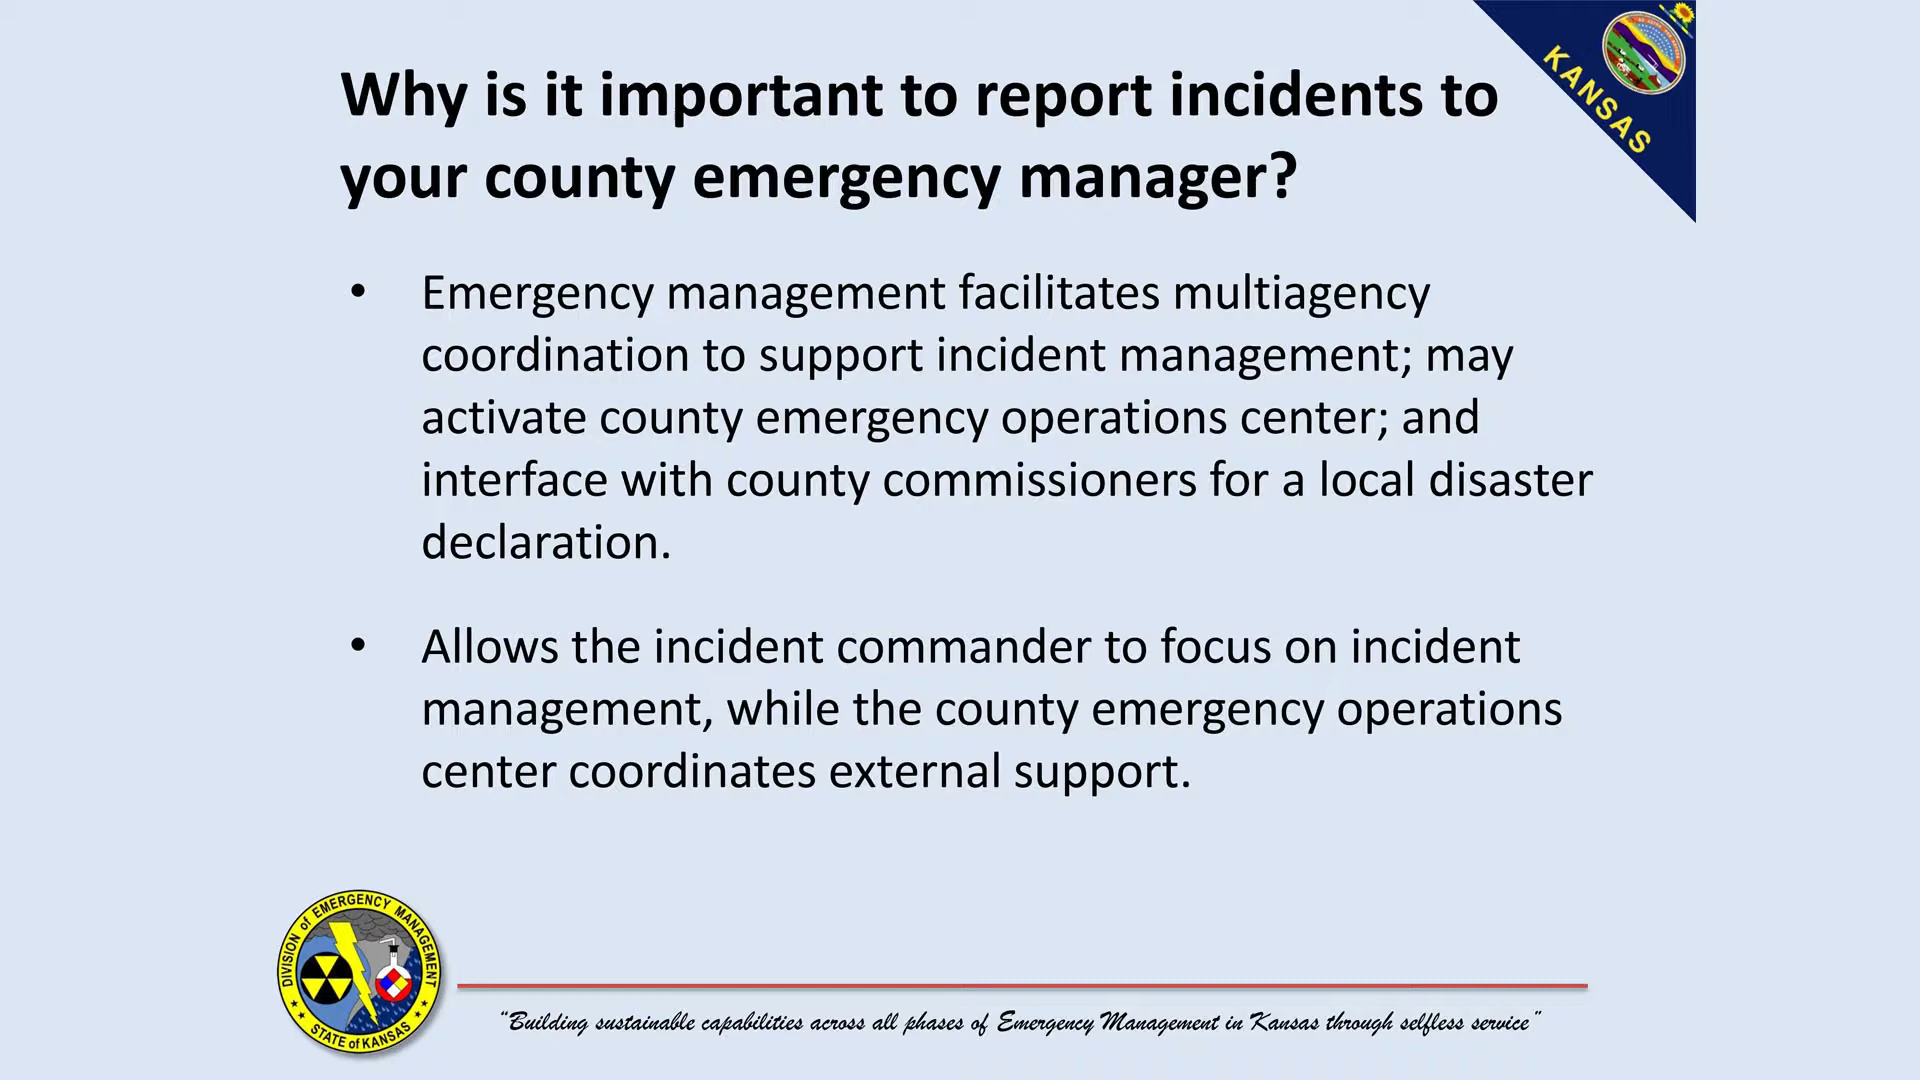 Why is it important to report incidents to
your county emergency manager?
KANSAS
• Emergency management facilitates multiagency
coordination to support incident management; may
activate county emergency operations center; and
interface with county commissioners for a local disaster
declaration.
• Allows the incident commander to focus on incident
management, while the county emergency operations
center coordinates external support.
DIVISION of EMERGENCY MANAGEMENT
STATE of KANSAS
“Building sustainable capabilities across all phases of Emergency Management in Kansas through selfless service”